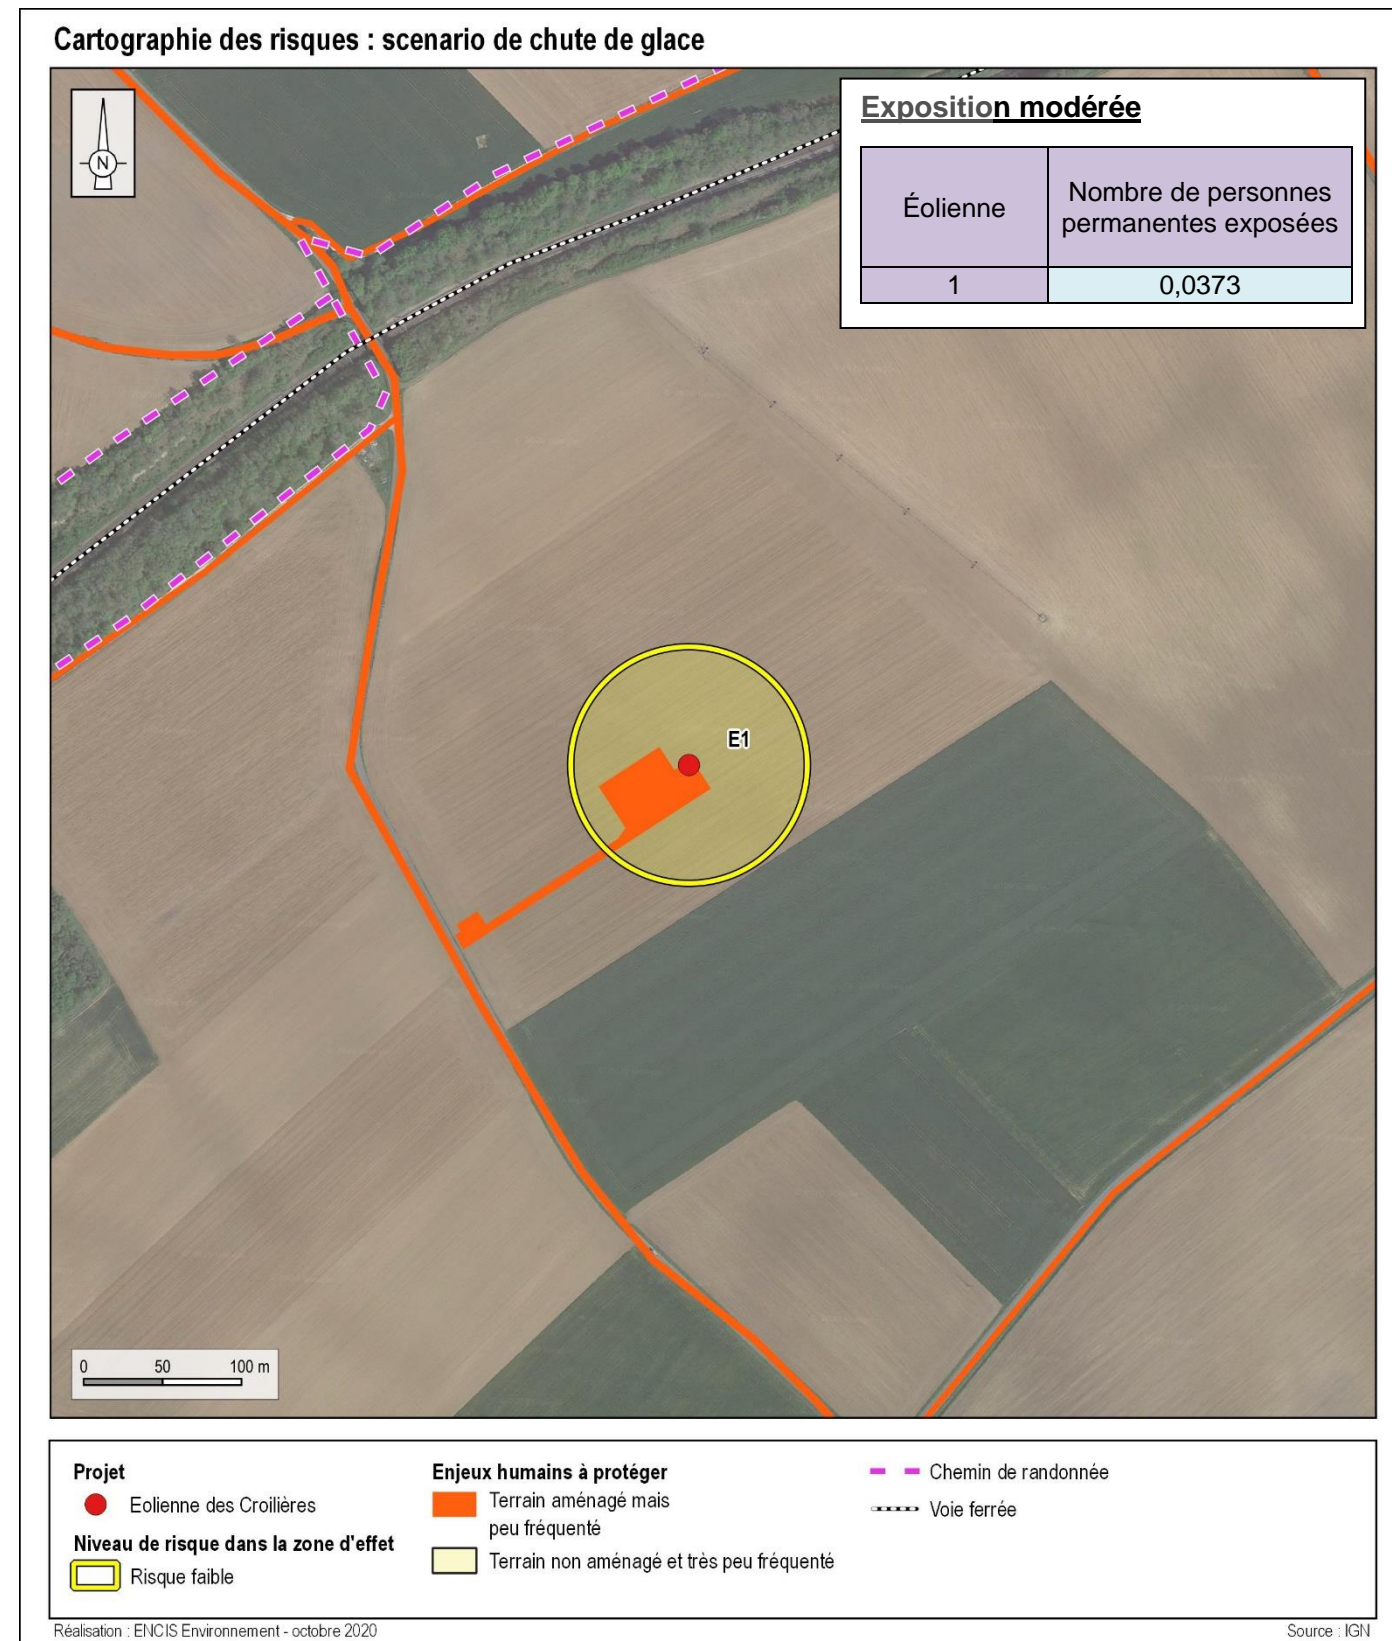 Cartographie des risques : scenario de chute de glace
N
Exposition modérée
Éolienne
Nombre de personnes
permanentes exposées
1
0,0373
E1
0 50 100 m
Projet
Eolienne des Croilières
Niveau de risque dans la zone d'effet
Risque faible
Enjeux humains à protéger
Terrain aménagé mais
peu fréquenté
Terrain non aménagé et très peu fréquenté
Chemin de randonnée
Voie ferrée
Réalisation : ENCIS Environnement - octobre 2020
Source : IGN